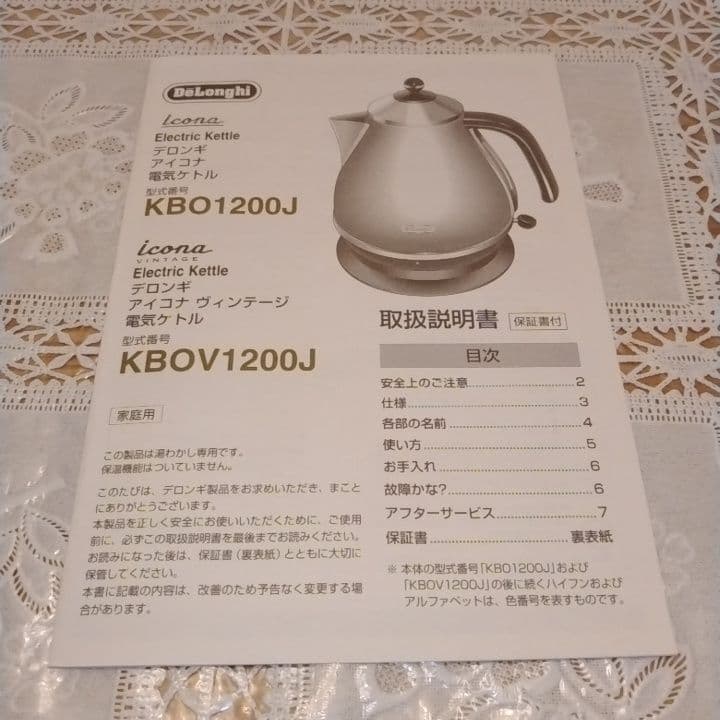 DeLonghi
icona
Electric Kettle
デロンギ
アイコナ
電気ケトル
型式番号
KBO1200J
icona
VINTAGE
Electric Kettle
デロンギ
アイコナ ヴィンテージ
電気ケトル
型式番号
KBOV1200J
家庭用
この製品は湯わかし専用です。
保温機能はついていません。
このたびは、デロンギ製品をお求めいただき、まこと
にありがとうございます。
本製品を正しく安全にお使いいただくために、ご使用
前に、必ずこの取扱説明書を最後までお読みください。
お読みになった後は、保証書(裏表紙)とともに大切に
保管してください。
本書に記載の内容は、改善のため予告なく変更する場
合があります。
取扱説明書 保証書付
目次
安全上のご注意 2
仕様 3
各部の名前 4
使い方 5
お手入れ 6
故障かな? 6
アフターサービス 7
保証書 裏表紙
※ 本体の型式番号「KBO1200J」および
「KBOV1200J」の後に続くハイフンおよび
アルファベットは、色番号を表すものです。